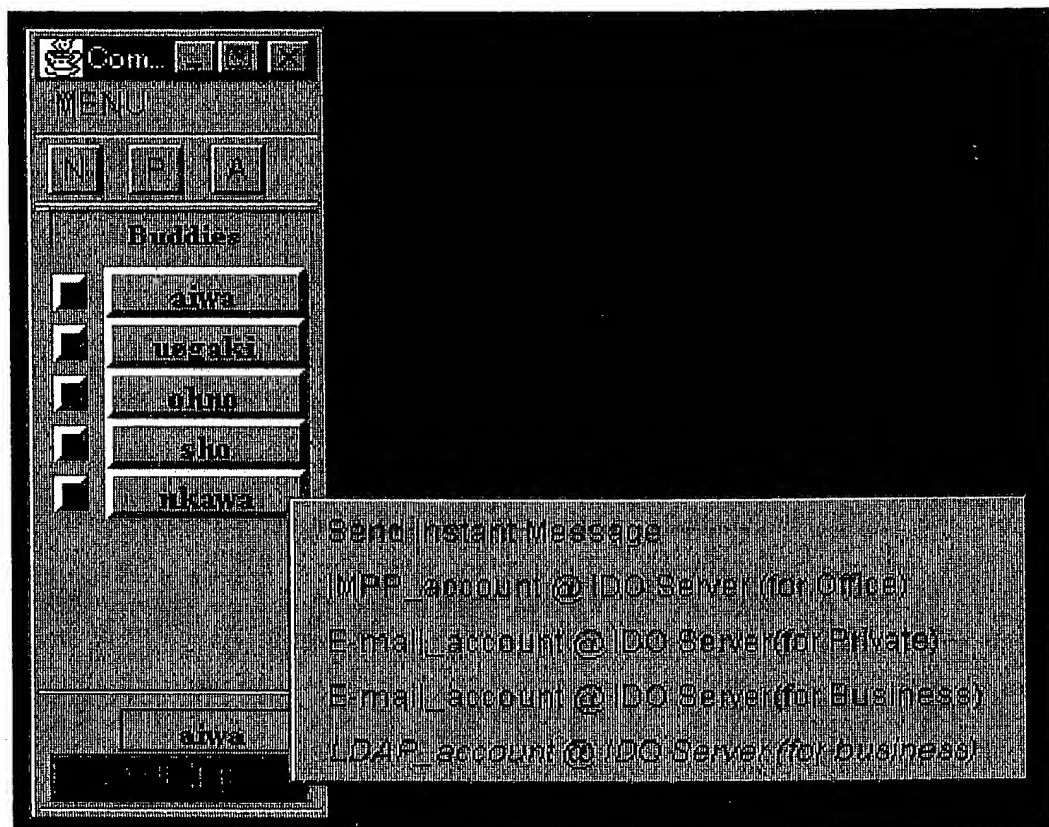 Com...
MENU
N P A
Buddies
aiwa
uegaki
ohno
sho
nkawa
Send Instant Message
IMPP_account @ IDO Server (for Office)
E-mail_account @ IDO Server(for Private)
E-mail_account @ IDO Server(for Business)
LDAP_account @ IDO Server(for business)
aiwa